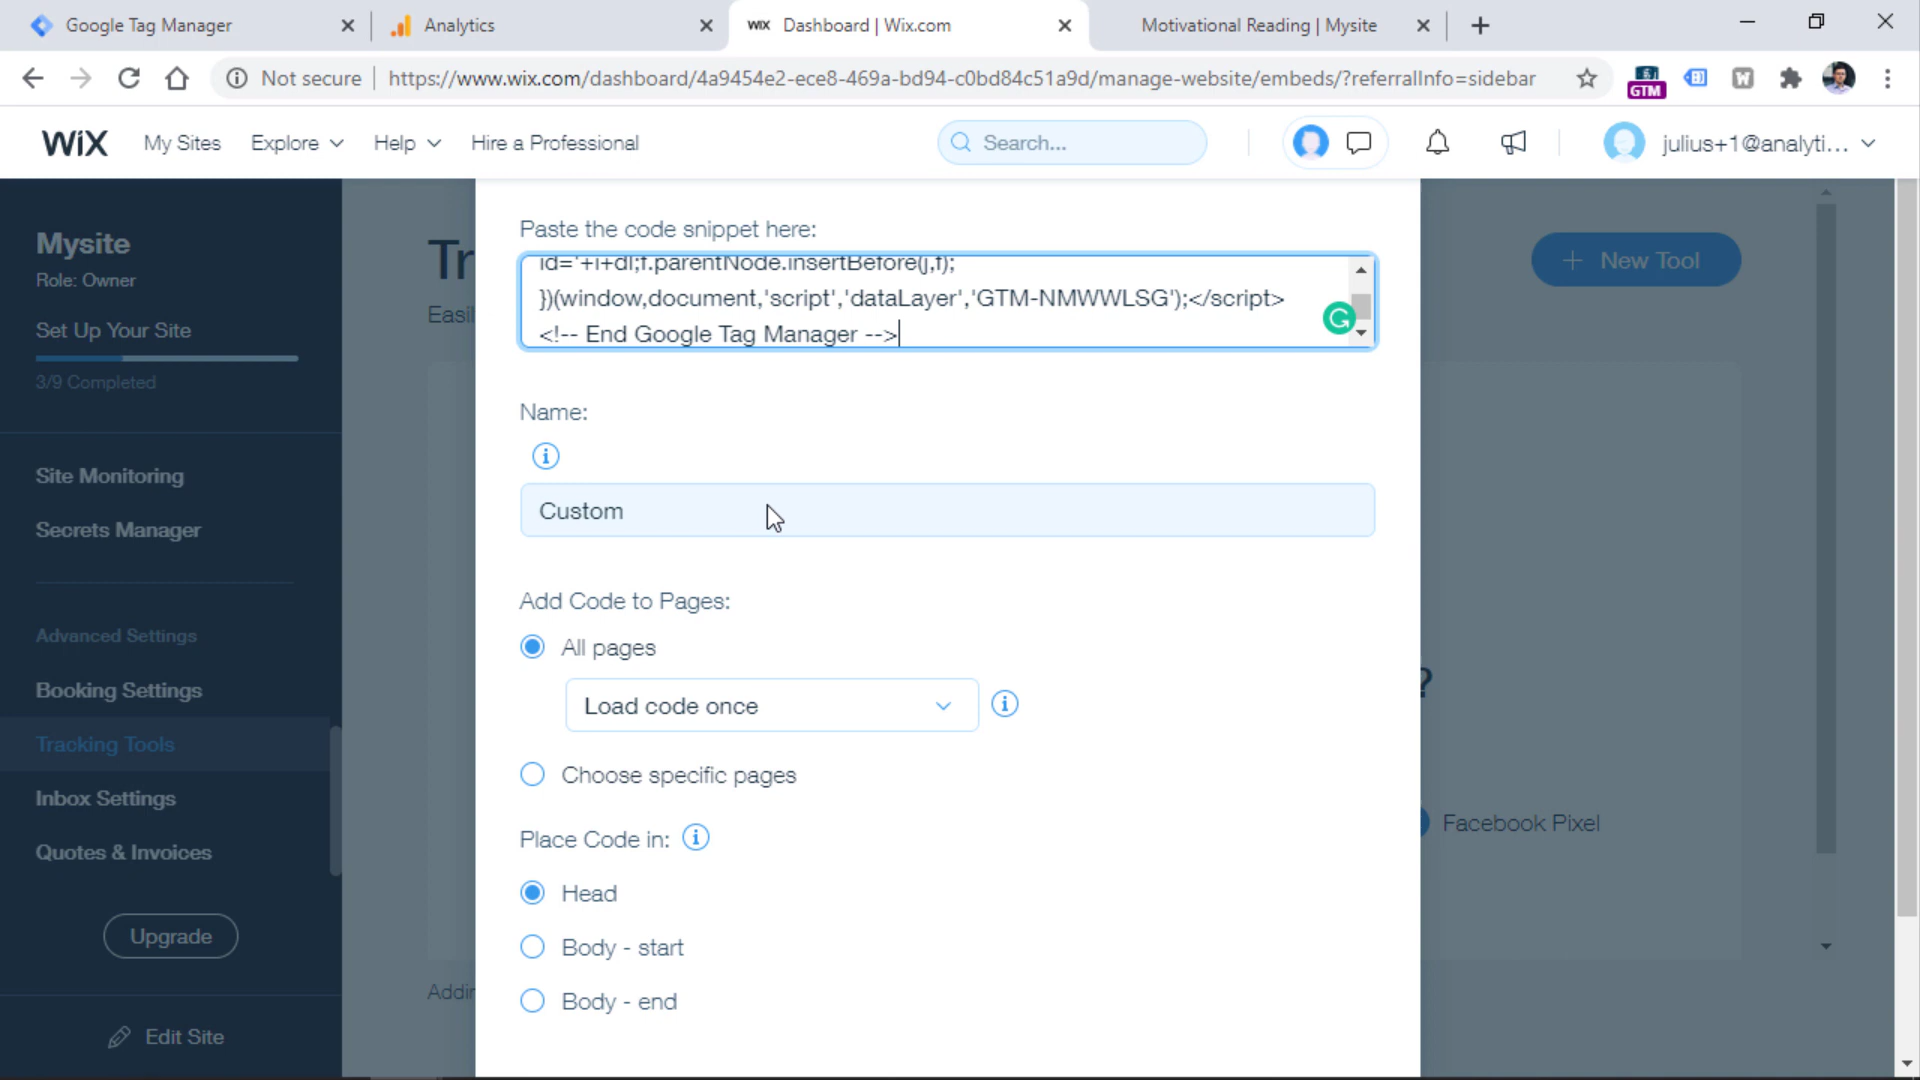 Google Tag Manager
Analytics
WiX Dashboard | Wix.com
Motivational Reading | Mysite
Not secure
https://www.wix.com/dashboard/4a9454e2-ece8-469a-bd94-c0bd84c51a9d/manage-website/embeds/?referralInfo=sidebar
GTM
WiX
My Sites
Explore
Help
Hire a Professional
Search...
julius+1@analyti...
Mysite
Role: Owner
Set Up Your Site
3/9 Completed
Site Monitoring
Secrets Manager
Advanced Settings
Booking Settings
Tracking Tools
Inbox Settings
Quotes & Invoices
Upgrade
Edit Site
Tr
Easil
Addin
Paste the code snippet here:
id='+i+dl;f.parentNode.insertBefore(j,f);
})(window,document,'script','dataLayer','GTM-NMWWLSG');</script>
<!-- End Google Tag Manager -->
Name:
Custom
Add Code to Pages:
All pages
Load code once
Choose specific pages
Place Code in:
Head
Body - start
Body - end
+ New Tool
?
Facebook Pixel